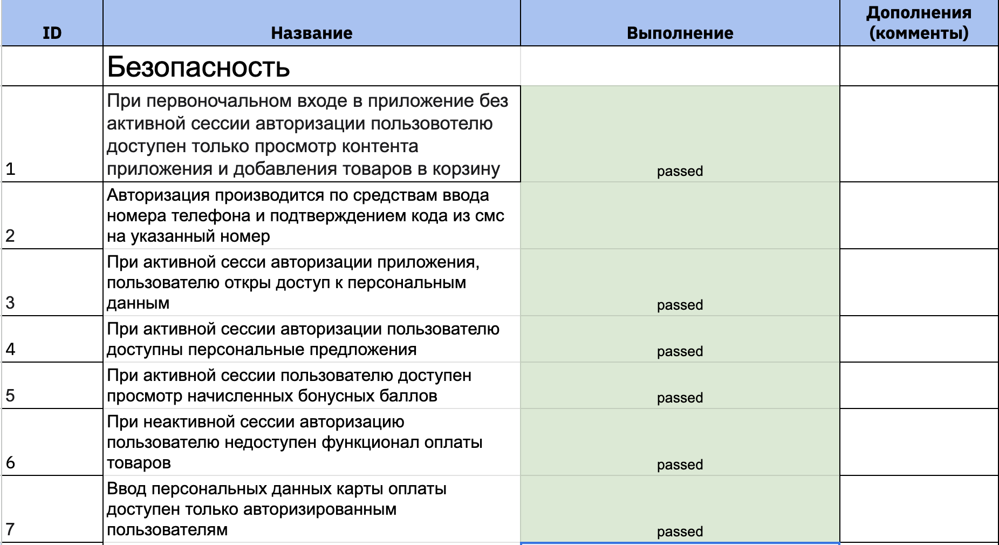 ID Название Выполнение Дополнения
(комменты)
Безопасность
При первоночальном входе в приложение без
активной сессии авторизации пользовотелю
доступен только просмотр контента
1 приложения и добавления товаров в корзину passed
Авторизация производится по средствам ввода
номера телефона и подтверждением кода из смс
2 на указанный номер
При активной сесси авторизации приложения,
пользователю откры доступ к персональным
3 данным passed
При активной сессии авторизации пользователю
4 доступны персональные предложения passed
При активной сессии пользователю доступен
5 просмотр начисленных бонусных баллов passed
При неактивной сессии авторизацию
пользователю недоступен функционал оплаты
6 товаров passed
Ввод персональных данных карты оплаты
доступен только авторизированным
7 пользователям passed